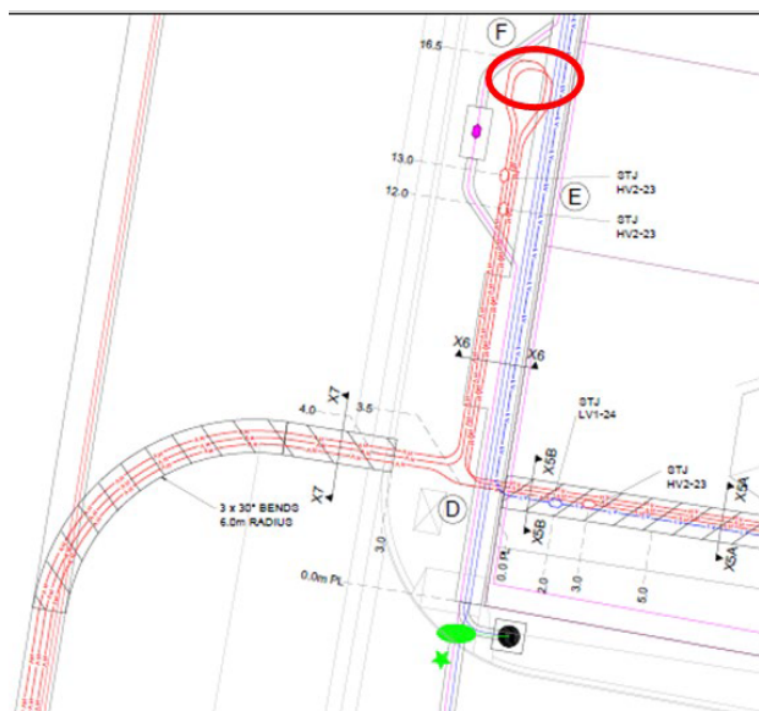 F
16.5
13.0
STJ
HV2-23
12.0
E
STJ
HV2-23
X6
X6
X7
4.0
3.5
STJ
LV1-24
X5B
STJ
HV2-23
X5A
3 x 30° BENDS
6.0m RADIUS
X7
D
X5B
X5A
3.0
0.0m PL
0.0 PL
2.0
3.0
5.0